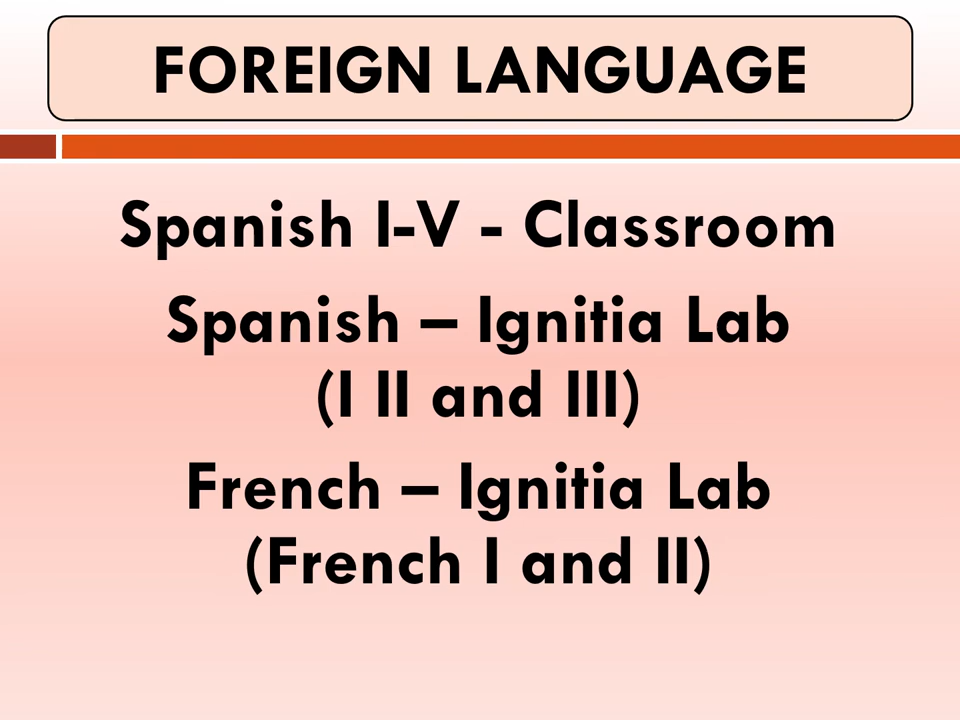 FOREIGN LANGUAGE
Spanish I-V - Classroom
Spanish – Ignitia Lab
(I II and III)
French – Ignitia Lab
(French I and II)